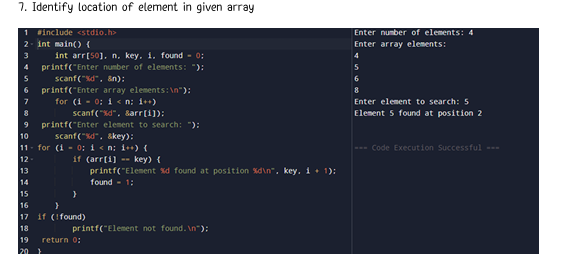 7. Identify location of element in given array
1 #include <stdio.h>
2 int main() {
3 int arr[50], n, key, i, found = 0;
4 printf("Enter number of elements: ");
5 scanf("%d", &n);
6 printf("Enter array elements:\n");
7 for (i = 0; i < n; i++)
8 scanf("%d", &arr[i]);
9 printf("Enter element to search: ");
10 scanf("%d", &key);
11 for (i = 0; i < n; i++) {
12 if (arr[i] == key) {
13 printf("Element %d found at position %d\n", key, i + 1);
14 found = 1;
15 }
16 }
17 if (!found)
18 printf("Element not found.\n");
19 return 0;
20 }
Enter number of elements: 4
Enter array elements:
4
5
6
8
Enter element to search: 5
Element 5 found at position 2
=== Code Execution Successful ===